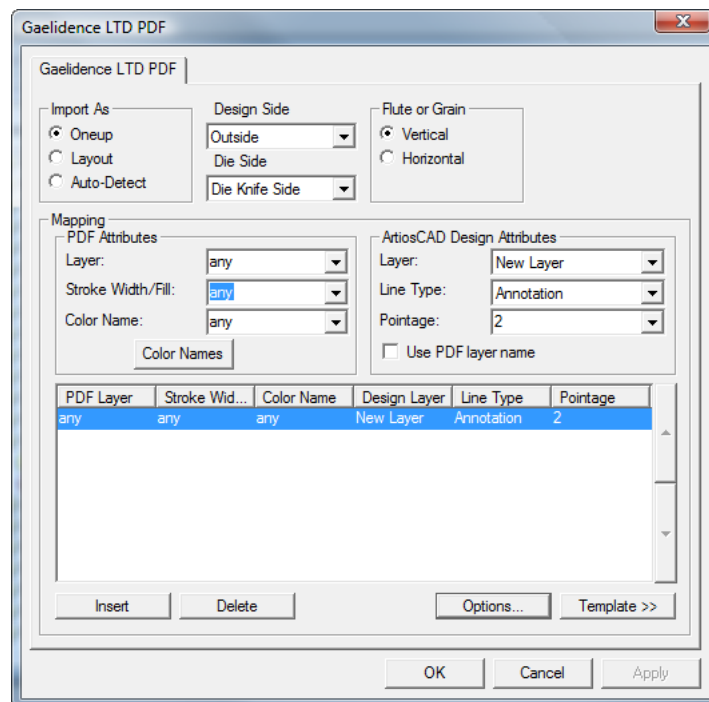 Gaelidence LTD PDF
Gaelidence LTD PDF
Import As
Oneup
Layout
Auto-Detect
Design Side
Outside
Die Side
Die Knife Side
Flute or Grain
Vertical
Horizontal
Mapping
PDF Attributes
Layer: any
Stroke Width/Fill: any
Color Name: any
Color Names
ArtiosCAD Design Attributes
Layer: New Layer
Line Type: Annotation
Pointage: 2
Use PDF layer name
PDF Layer Stroke Wid... Color Name Design Layer Line Type Pointage
any any any New Layer Annotation 2
Insert Delete Options... Template >>
OK Cancel Apply